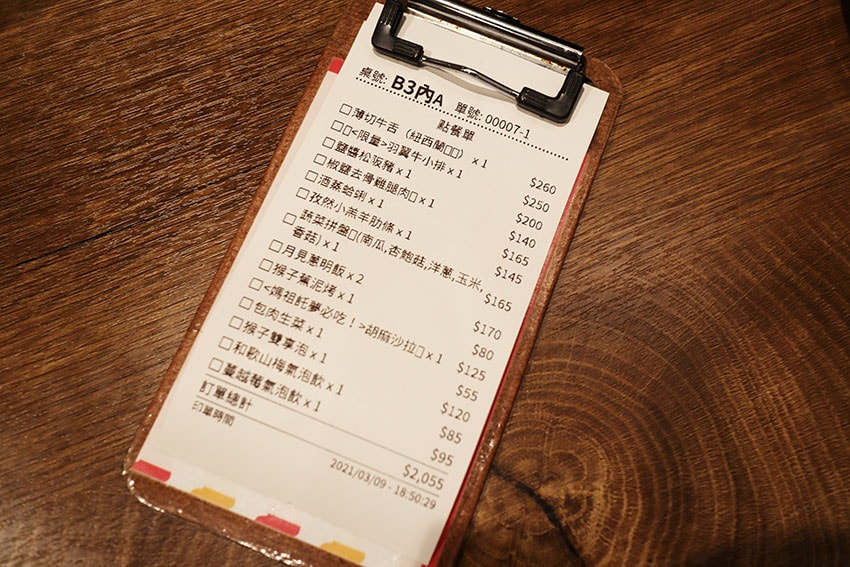 桌號: B3內A 單號: 00007-1
點餐單
□薄切牛舌（紐西蘭□□）x 1 $260
□□<限量>羽翼牛小排 x 1 $250
□鹽醬松阪豬 x 1 $200
□椒鹽去骨雞腿肉□ x 1 $140
□酒蒸蛤蜊 x 1 $165
□孜然小羔羊肋條 x 1 $145
□蔬菜拼盤□(南瓜,杏鮑菇,洋蔥,玉米,
香菇) x 1 $165
□月見蔥明飯 x 2 $170
□猴子蕉泥烤 x 1 $80
□<媽祖託夢必吃！>胡麻沙拉□ x 1 $125
□包肉生菜 x 1 $55
□猴子雙享泡 x 1 $120
□和歌山梅氣泡飲 x 1 $85
□蔓越莓氣泡飲 x 1 $95
訂單總計 $2,055
印單時間 2021/03/09 - 18:50:29